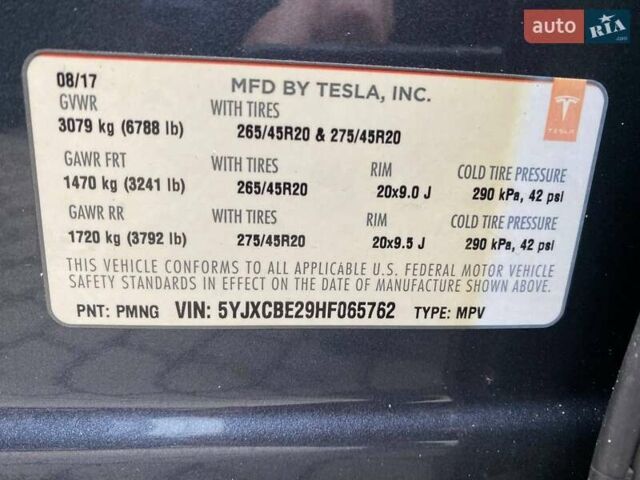 auto RIA .com
08/17 MFD BY TESLA, INC.
GVWR WITH TIRES
3079 kg (6788 lb) 265/45R20 & 275/45R20
TESLA
GAWR FRT WITH TIRES RIM COLD TIRE PRESSURE
1470 kg (3241 lb) 265/45R20 20x9.0 J 290 kPa, 42 psi
GAWR RR WITH TIRES RIM COLD TIRE PRESSURE
1720 kg (3792 lb) 275/45R20 20x9.5 J 290 kPa, 42 psi
THIS VEHICLE CONFORMS TO ALL APPLICABLE U.S. FEDERAL MOTOR VEHICLE
SAFETY STANDARDS IN EFFECT ON THE DATE OF MANUFACTURE SHOWN ABOVE.
PNT: PMNG VIN: 5YJXCBE29HF065762 TYPE: MPV